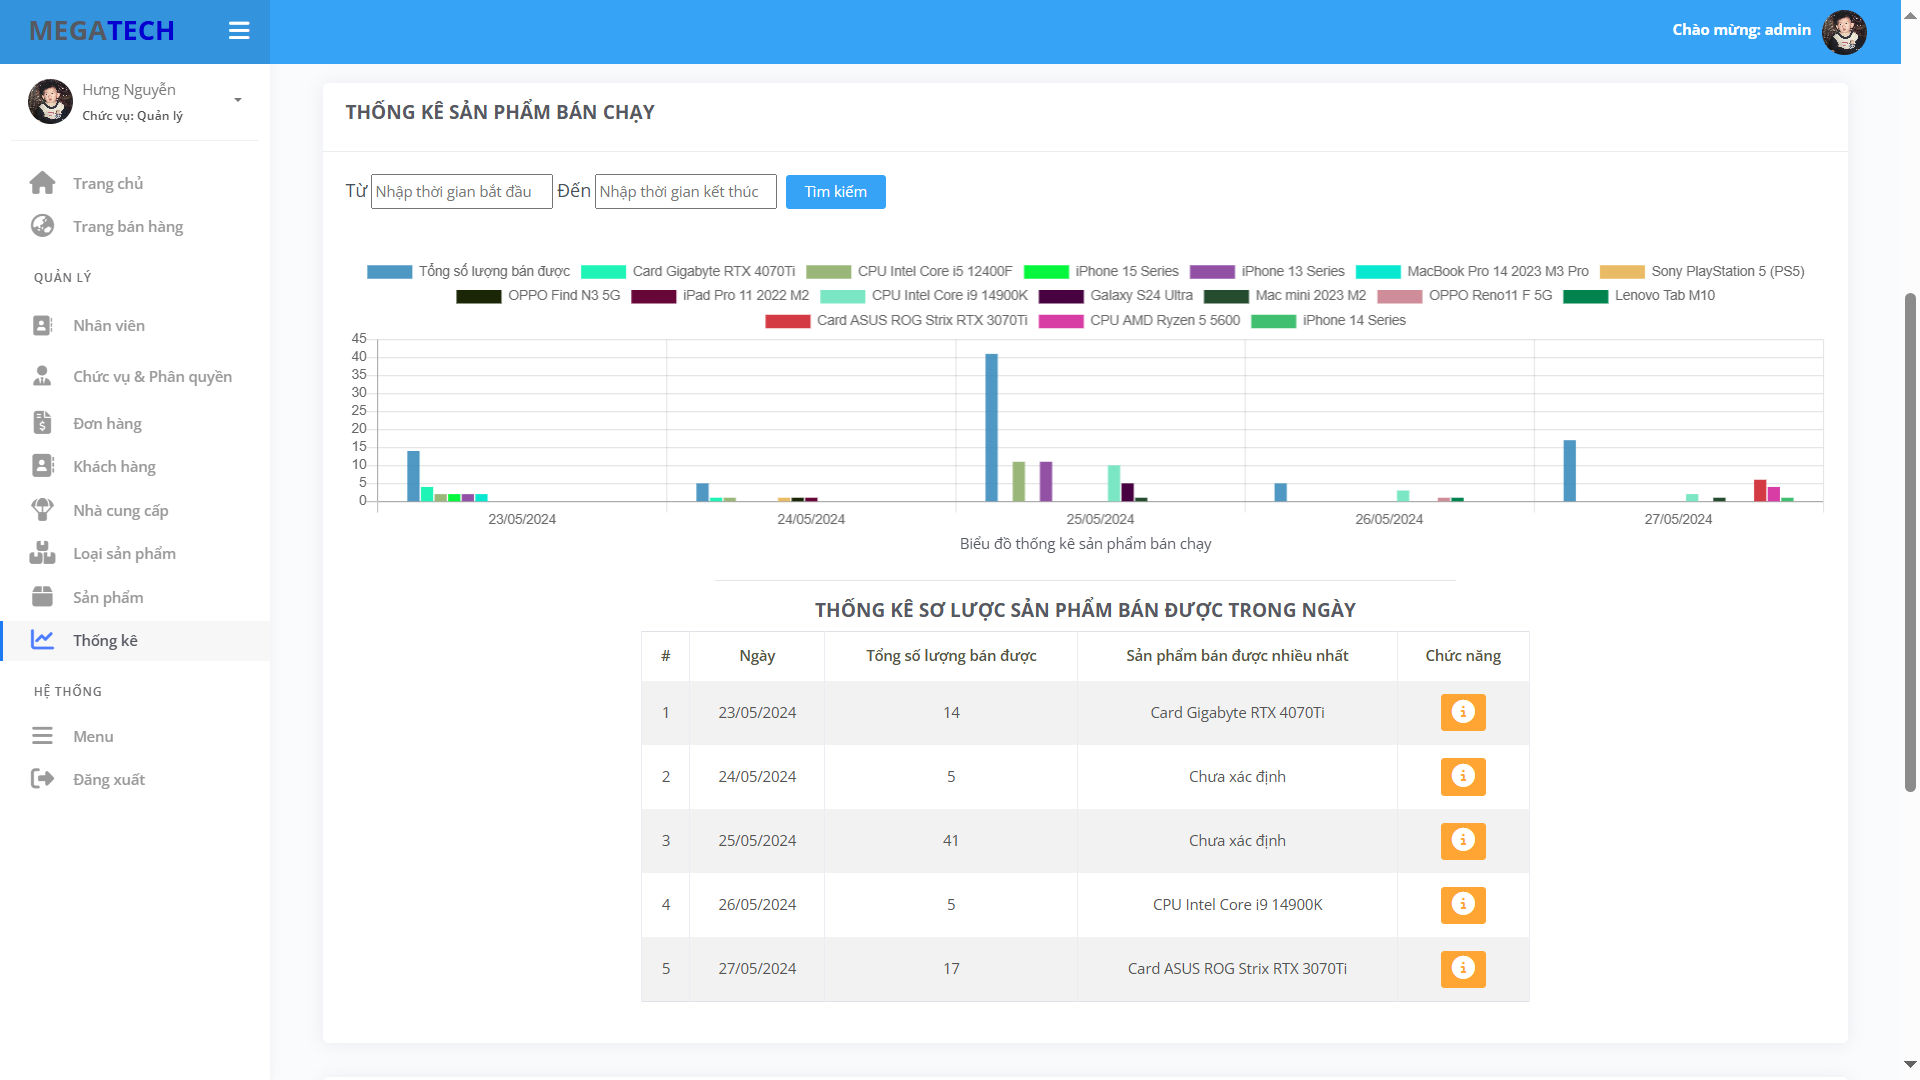 MEGATECH
Chào mừng: admin
Hưng Nguyễn
Chức vụ: Quản lý
Trang chủ
Trang bán hàng
QUẢN LÝ
Nhân viên
Chức vụ & Phân quyền
Đơn hàng
Khách hàng
Nhà cung cấp
Loại sản phẩm
Sản phẩm
Thống kê
HỆ THỐNG
Menu
Đăng xuất
THỐNG KÊ SẢN PHẨM BÁN CHẠY
Từ Nhập thời gian bắt đầu Đến Nhập thời gian kết thúc Tìm kiếm
Tổng số lượng bán được Card Gigabyte RTX 4070Ti CPU Intel Core i5 12400F iPhone 15 Series iPhone 13 Series MacBook Pro 14 2023 M3 Pro Sony PlayStation 5 (PS5)
OPPO Find N3 5G iPad Pro 11 2022 M2 CPU Intel Core i9 14900K Galaxy S24 Ultra Mac mini 2023 M2 OPPO Reno11 F 5G Lenovo Tab M10
Card ASUS ROG Strix RTX 3070Ti CPU AMD Ryzen 5 5600 iPhone 14 Series
45
40
35
30
25
20
15
10
5
0
23/05/2024 24/05/2024 25/05/2024 26/05/2024 27/05/2024
Biểu đồ thống kê sản phẩm bán chạy
THỐNG KÊ SƠ LƯỢC SẢN PHẨM BÁN ĐƯỢC TRONG NGÀY
# Ngày Tổng số lượng bán được Sản phẩm bán được nhiều nhất Chức năng
1 23/05/2024 14 Card Gigabyte RTX 4070Ti
2 24/05/2024 5 Chưa xác định
3 25/05/2024 41 Chưa xác định
4 26/05/2024 5 CPU Intel Core i9 14900K
5 27/05/2024 17 Card ASUS ROG Strix RTX 3070Ti